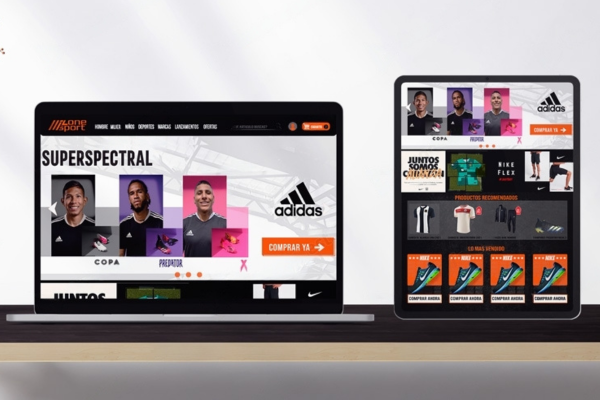 zone
sport
HOMBRE MUJER NIÑOS DEPORTES MARCAS LANZAMIENTOS OFERTAS
SUPERSPECTRAL
adidas
COMPRAR YA →
COPA
PREDATOR
X
JUNTOS
adidas
COMPRAR YA →
COPA
PREDATOR
JUNTOS
SOMOS
NIKE
FLEX
PRODUCTOS RECOMENDADOS
LO MAS VENDIDO
NIKE NIKE NIKE NIKE
COMPRAR AHORA COMPRAR AHORA COMPRAR AHORA COMPRAR AHORA